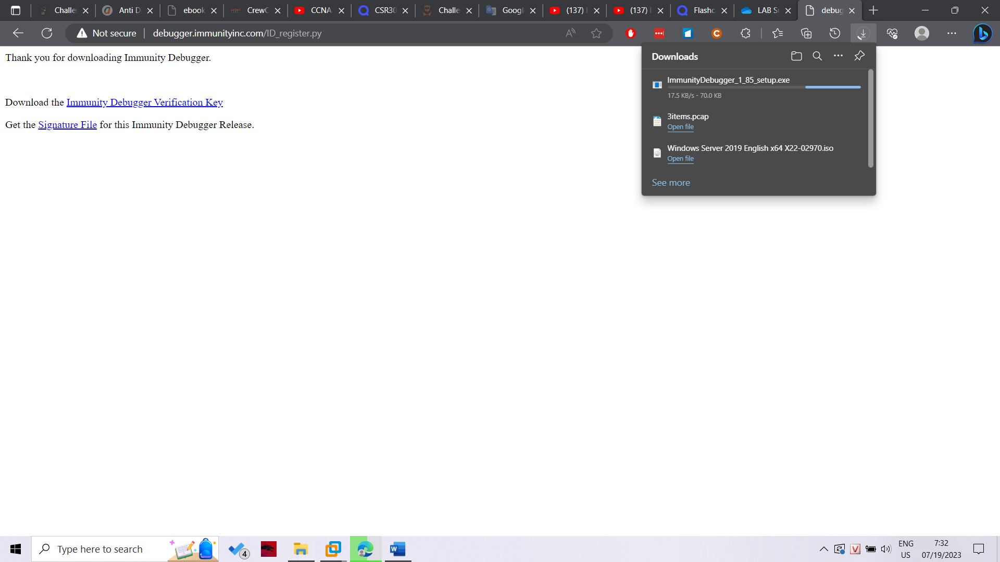 Challe
Anti D
ebook
CrewC
CCNA
CSR30
Challe
Googl
(137)
(137)
Flashc
LAB S
debug
Not secure
debugger.immunityinc.com/ID_register.py
Thank you for downloading Immunity Debugger.
Download the Immunity Debugger Verification Key
Get the Signature File for this Immunity Debugger Release.
Downloads
ImmunityDebugger_1_85_setup.exe
17.5 KB/s - 70.0 KB
3items.pcap
Open file
Windows Server 2019 English x64 X22-02970.iso
Open file
See more
Type here to search
4
ENG
US
7:32
07/19/2023